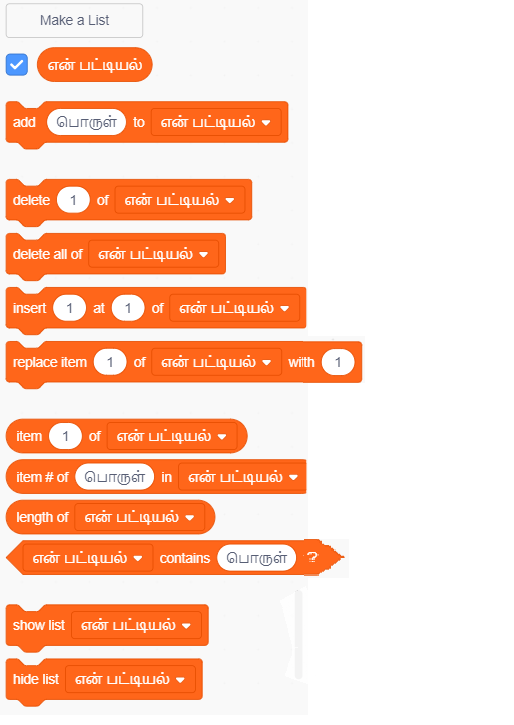 Make a List
என் பட்டியல்
add பொருள் to என் பட்டியல்
delete 1 of என் பட்டியல்
delete all of என் பட்டியல்
insert 1 at 1 of என் பட்டியல்
replace item 1 of என் பட்டியல் with 1
item 1 of என் பட்டியல்
item # of பொருள் in என் பட்டியல்
length of என் பட்டியல்
என் பட்டியல் contains பொருள் ?
show list என் பட்டியல்
hide list என் பட்டியல்